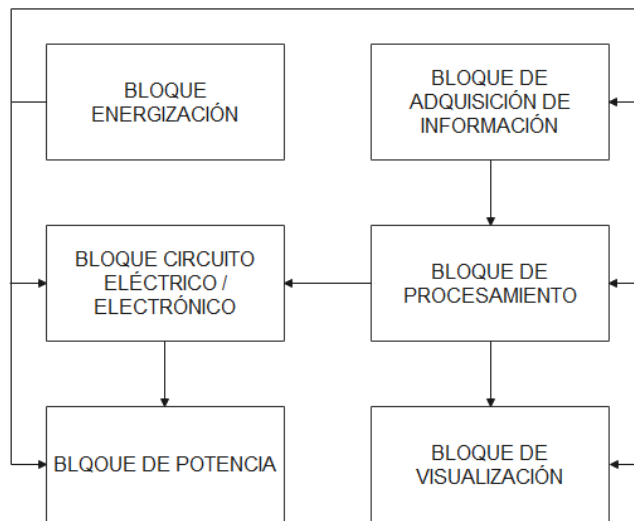 BLOQUE
ENERGIZACIÓN
BLOQUE DE
ADQUISICIÓN DE
INFORMACIÓN
BLOQUE CIRCUITO
ELÉCTRICO /
ELECTRÓNICO
BLOQUE DE
PROCESAMIENTO
BLQOUE DE POTENCIA
BLOQUE DE
VISUALIZACIÓN